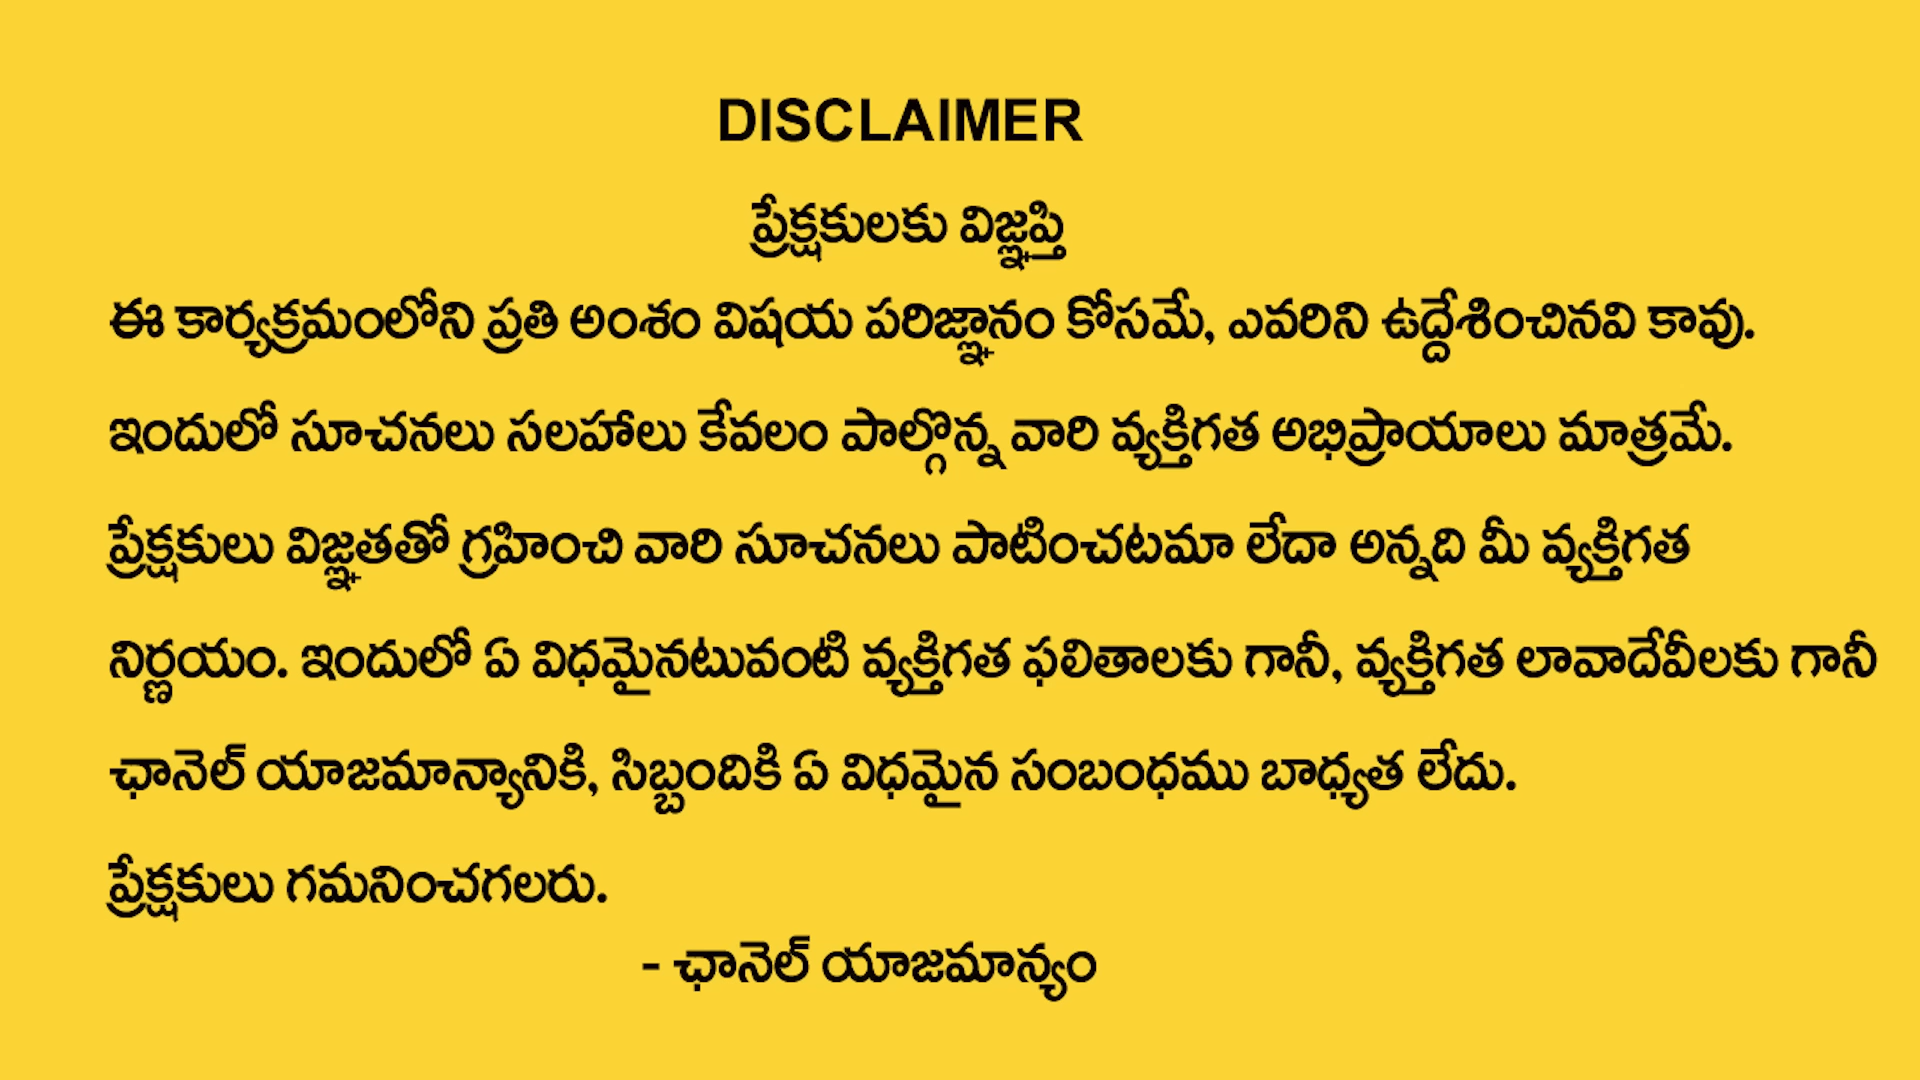 DISCLAIMER
ప్రేక్షకులకు విజ్ఞప్తి
ఈ కార్యక్రమంలోని ప్రతి అంశం విషయ పరిజ్ఞానం కోసమే, ఎవరిని ఉద్దేశించినవి కావు.
ఇందులో సూచనలు సలహాలు కేవలం పాల్గొన్న వారి వ్యక్తిగత అభిప్రాయాలు మాత్రమే.
ప్రేక్షకులు విజ్ఞతతో గ్రహించి వారి సూచనలు పాటించటమా లేదా అన్నది మీ వ్యక్తిగత
నిర్ణయం. ఇందులో ఏ విధమైనటువంటి వ్యక్తిగత ఫలితాలకు గానీ, వ్యక్తిగత లావాదేవీలకు గానీ
ఛానెల్ యాజమాన్యానికి, సిబ్బందికి ఏ విధమైన సంబంధము బాధ్యత లేదు.
ప్రేక్షకులు గమనించగలరు.
- ఛానెల్ యాజమాన్యం